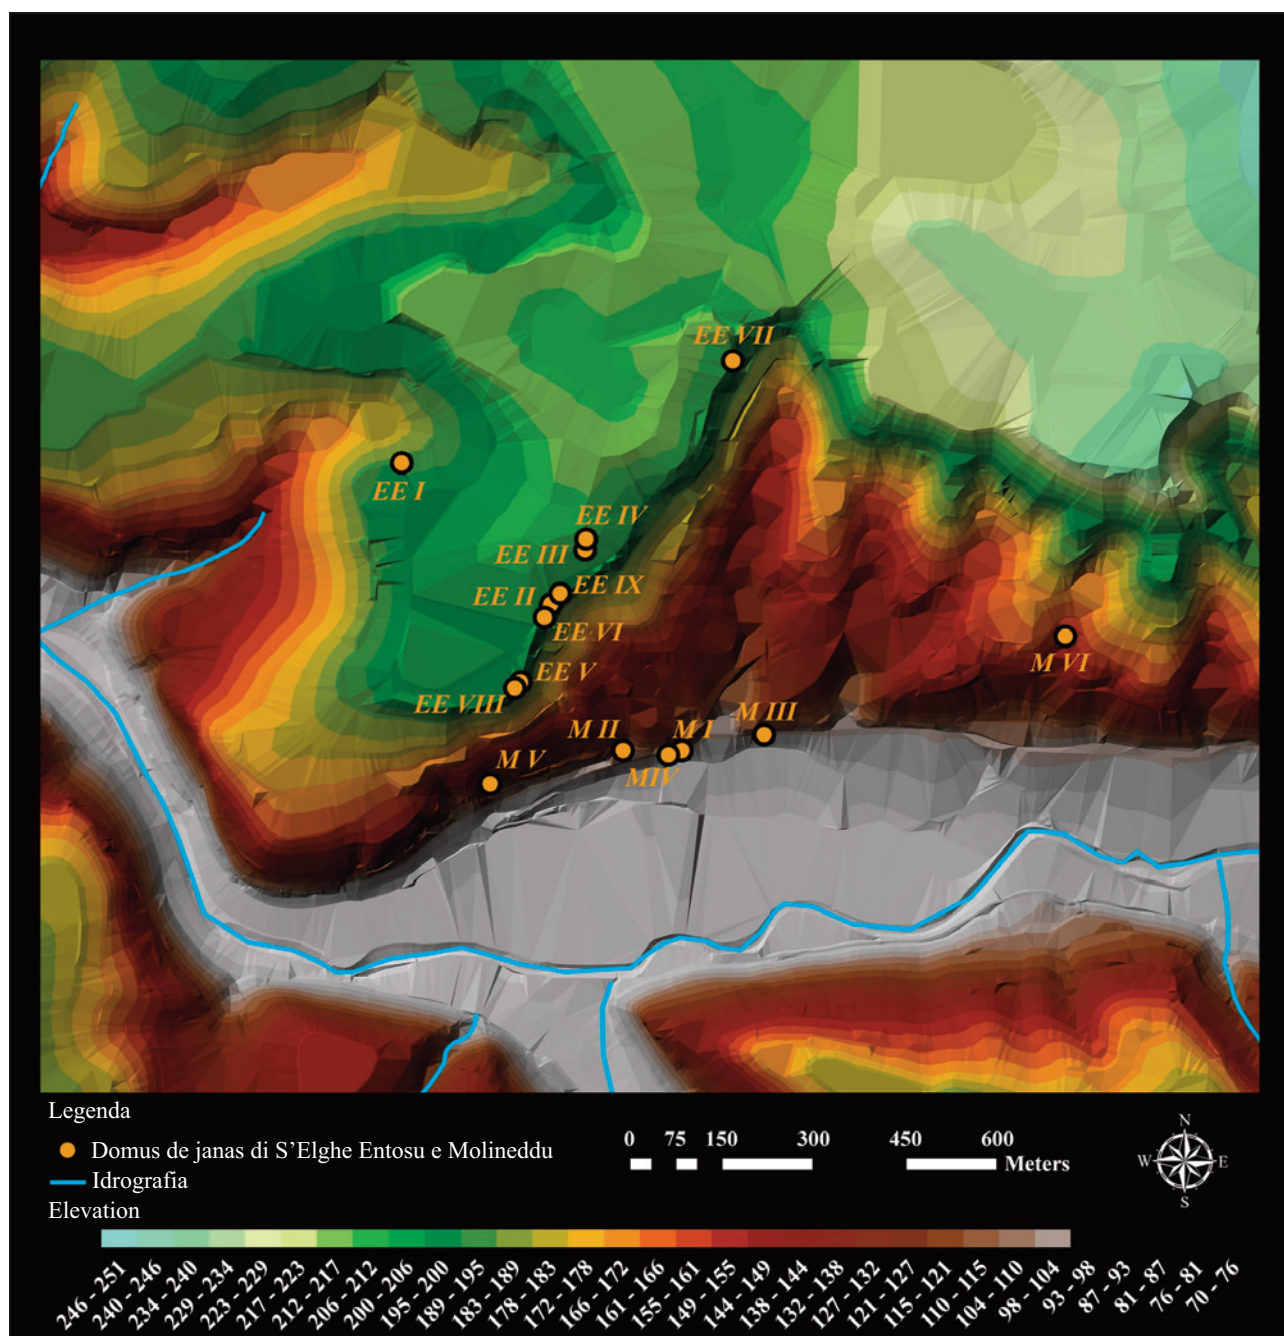 EE VII
EE I
EE IV
EE III
EE IX
EE II
EE VI
EE V
EE VIII
M VI
M III
M II
M I
MIV
M V
Legenda
Domus de janas di S'Elghe Entosu e Molineddu
Idrografia
Elevation
0 75 150 300 450 600
Meters
N
W E
S
246 - 251
240 - 246
234 - 240
229 - 234
223 - 229
217 - 223
212 - 217
206 - 212
200 - 206
195 - 200
189 - 195
183 - 189
178 - 183
172 - 178
166 - 172
161 - 166
155 - 161
149 - 155
144 - 149
138 - 144
132 - 138
127 - 132
121 - 127
115 - 121
110 - 115
104 - 110
98 - 104
93 - 98
87 - 93
81 - 87
76 - 81
70 - 76